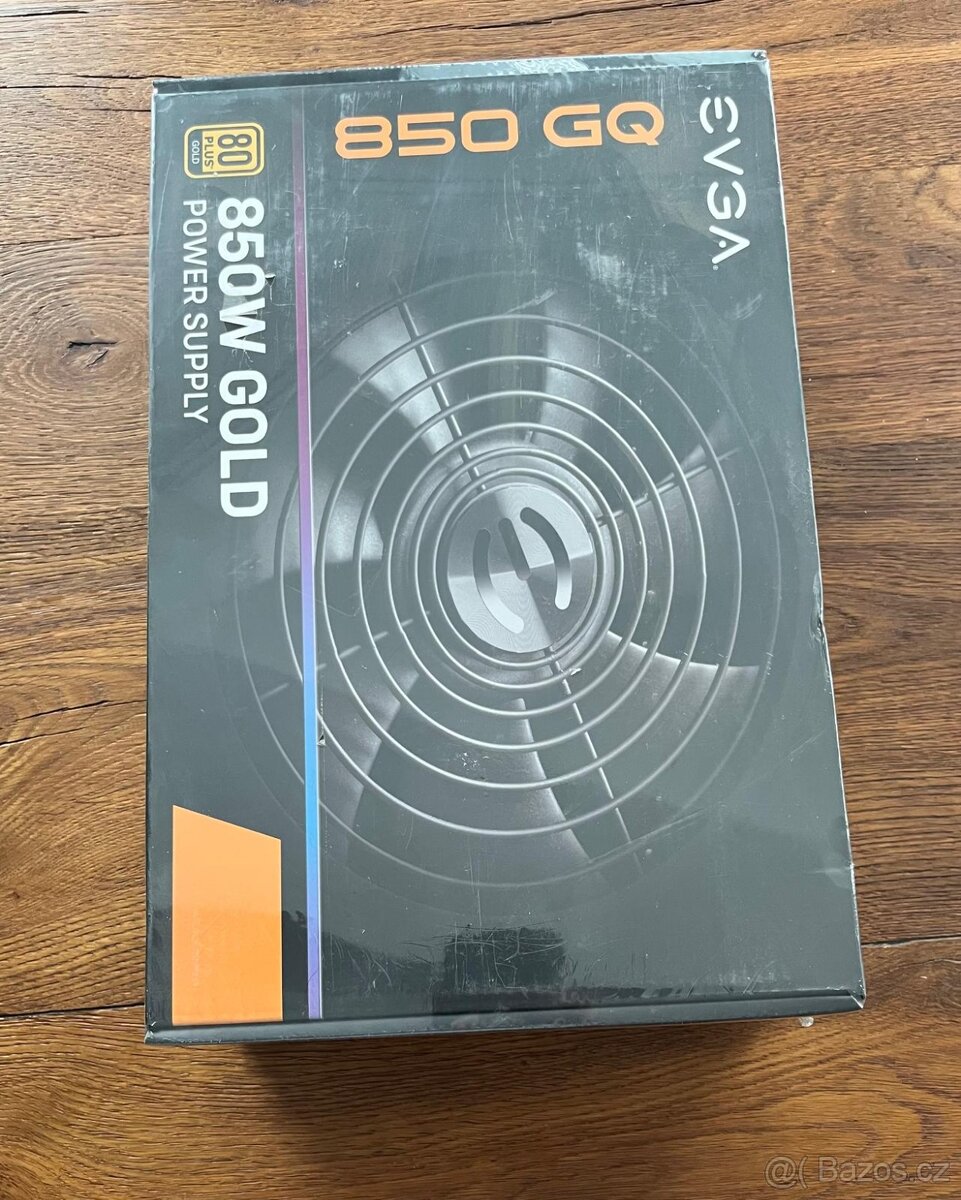 EVGA
850 GQ
80
PLUS
GOLD
850W GOLD
POWER SUPPLY
@( Bazos.cz